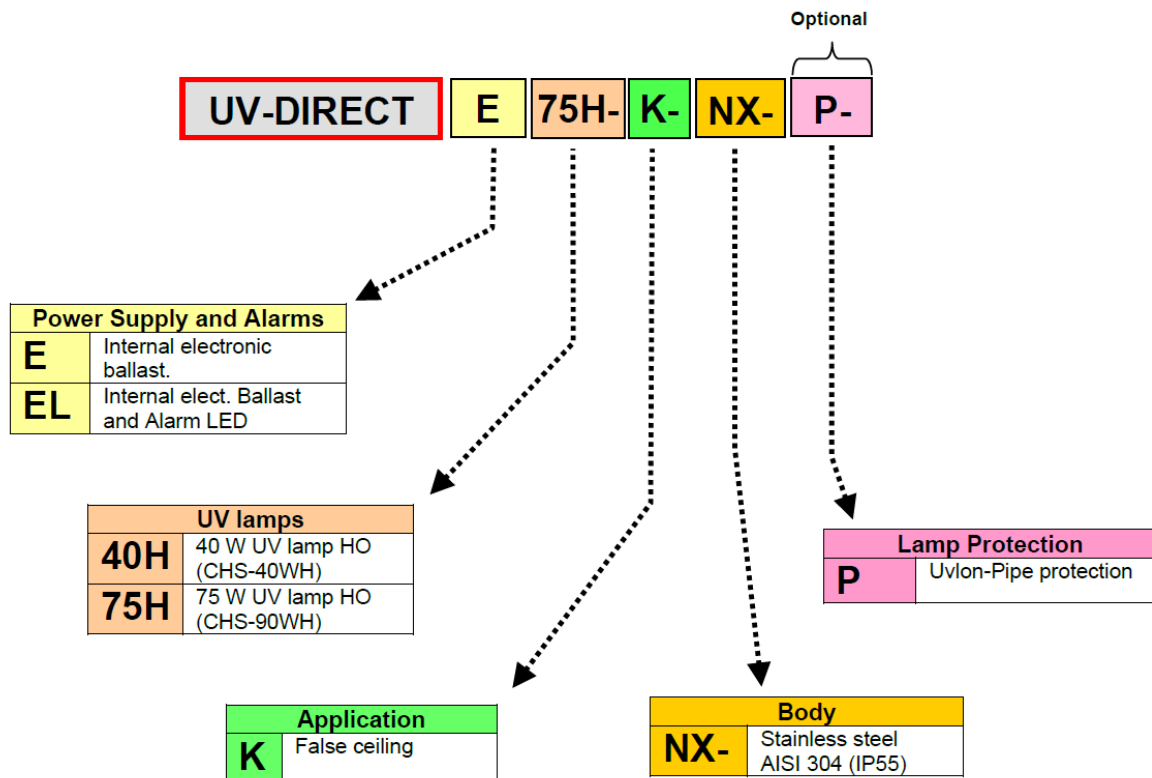 Optional
UV-DIRECT E 75H- K- NX- P-
Power Supply and Alarms
E Internal electronic
ballast.
EL Internal elect. Ballast
and Alarm LED
UV lamps
40H 40 W UV lamp HO
(CHS-40WH)
75H 75 W UV lamp HO
(CHS-90WH)
Lamp Protection
P Uvlon-Pipe protection
Application
K False ceiling
Body
NX- Stainless steel
AISI 304 (IP55)